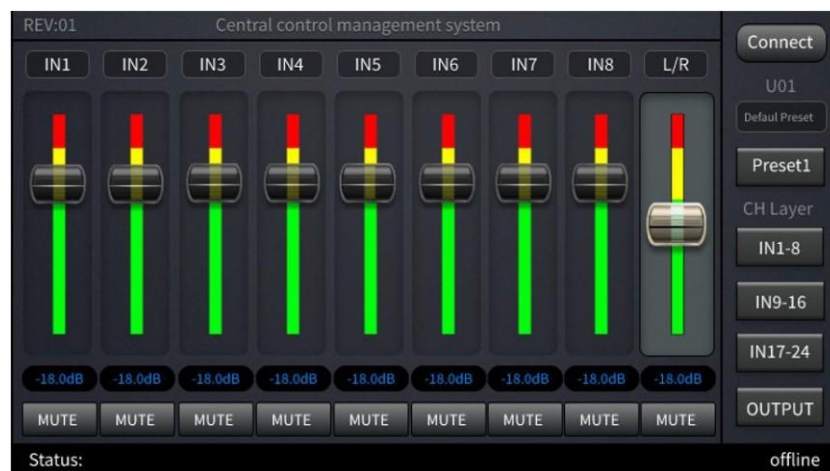 REV:01 Central control management system
Connect
IN1 IN2 IN3 IN4 IN5 IN6 IN7 IN8 L/R
U01
Defaul Preset
Preset1
CH Layer
IN1-8
IN9-16
IN17-24
-18.0dB -18.0dB -18.0dB -18.0dB -18.0dB -18.0dB -18.0dB -18.0dB -18.0dB
MUTE MUTE MUTE MUTE MUTE MUTE MUTE MUTE MUTE
OUTPUT
Status: offline